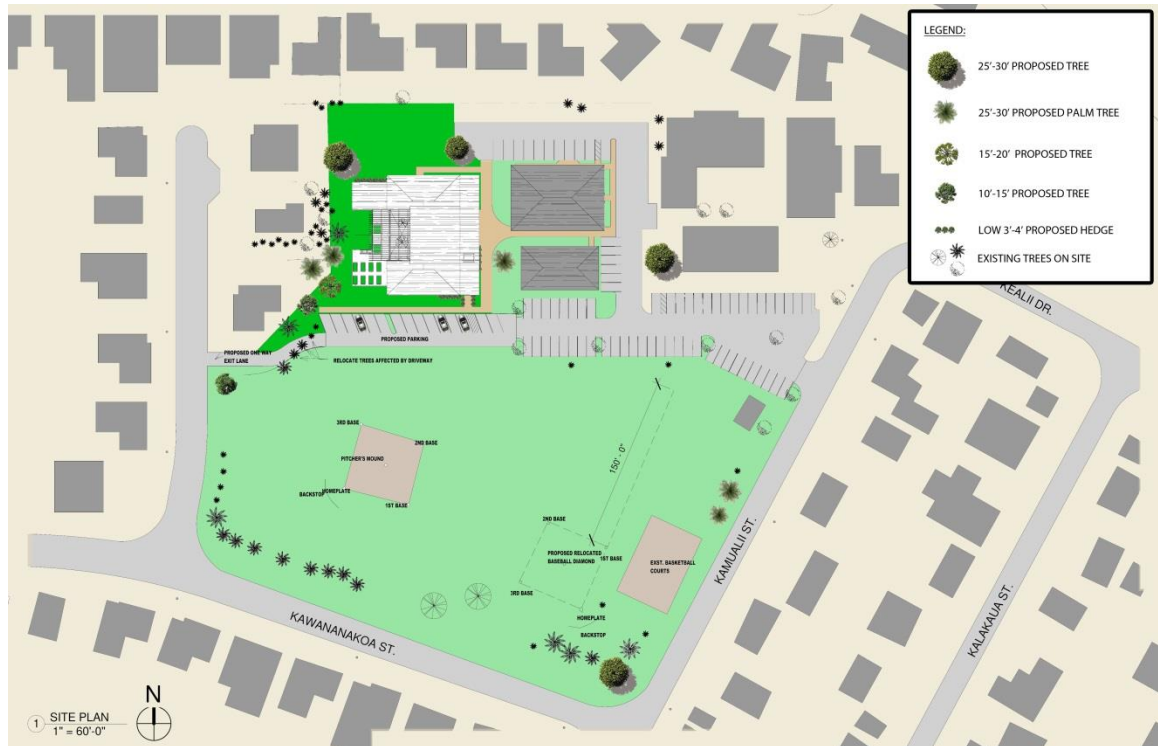 LEGEND:
25'-30' PROPOSED TREE
25'-30' PROPOSED PALM TREE
15'-20' PROPOSED TREE
10'-15' PROPOSED TREE
LOW 3'-4' PROPOSED HEDGE
EXISTING TREES ON SITE
KEALII DR.
PROPOSED PARKING
PROPOSED ONE WAY
EXIT LANE
RELOCATE TREES AFFECTED BY DRIVEWAY
3RD BASE
2ND BASE
PITCHER'S MOUND
HOMEPLATE
BACKSTOP
1ST BASE
150' - 0"
2ND BASE
PROPOSED RELOCATED
BASEBALL DIAMOND
1ST BASE
EXST. BASKETBALL
COURTS
3RD BASE
HOMEPLATE
BACKSTOP
KAMUALII ST.
KALAKAUA ST.
KAWANANAKOA ST.
N
1 SITE PLAN
1" = 60'-0"